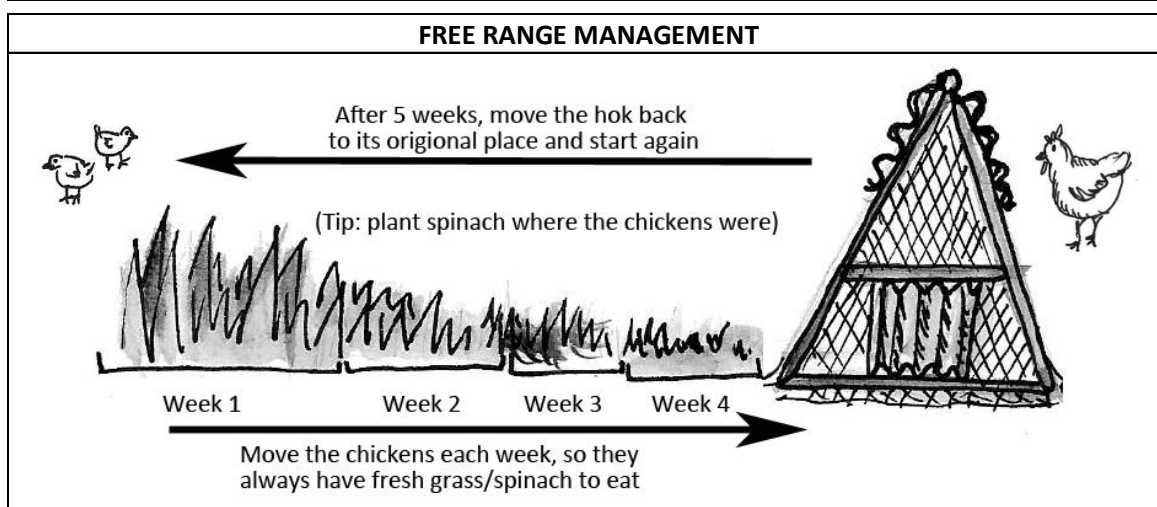 FREE RANGE MANAGEMENT
After 5 weeks, move the hok back
to its origional place and start again
(Tip: plant spinach where the chickens were)
Week 1
Week 2
Week 3
Week 4
Move the chickens each week, so they
always have fresh grass/spinach to eat